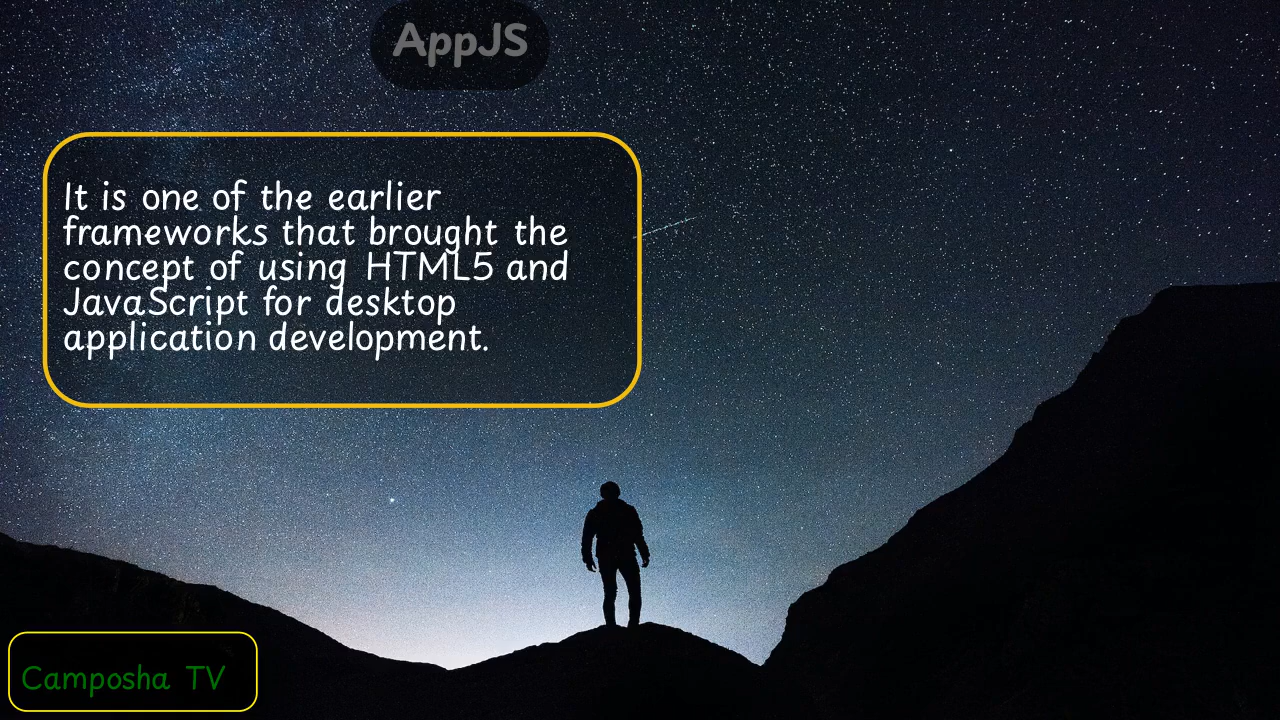 AppJS
It is one of the earlier
frameworks that brought the
concept of using HTML5 and
JavaScript for desktop
application development.
Camposha TV